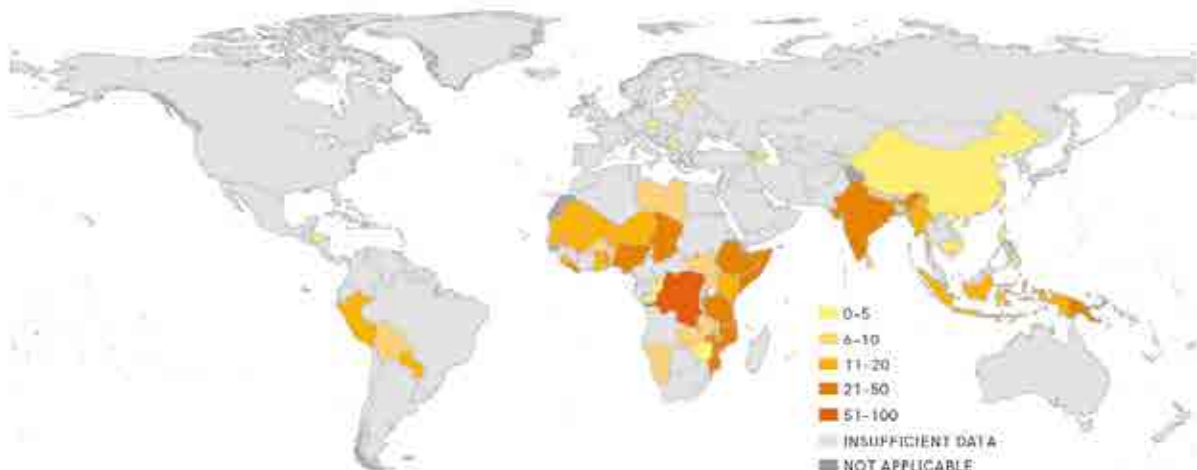 0-5
6-10
11-20
21-50
51-100
INSUFFICIENT DATA
NOT APPLICABLE